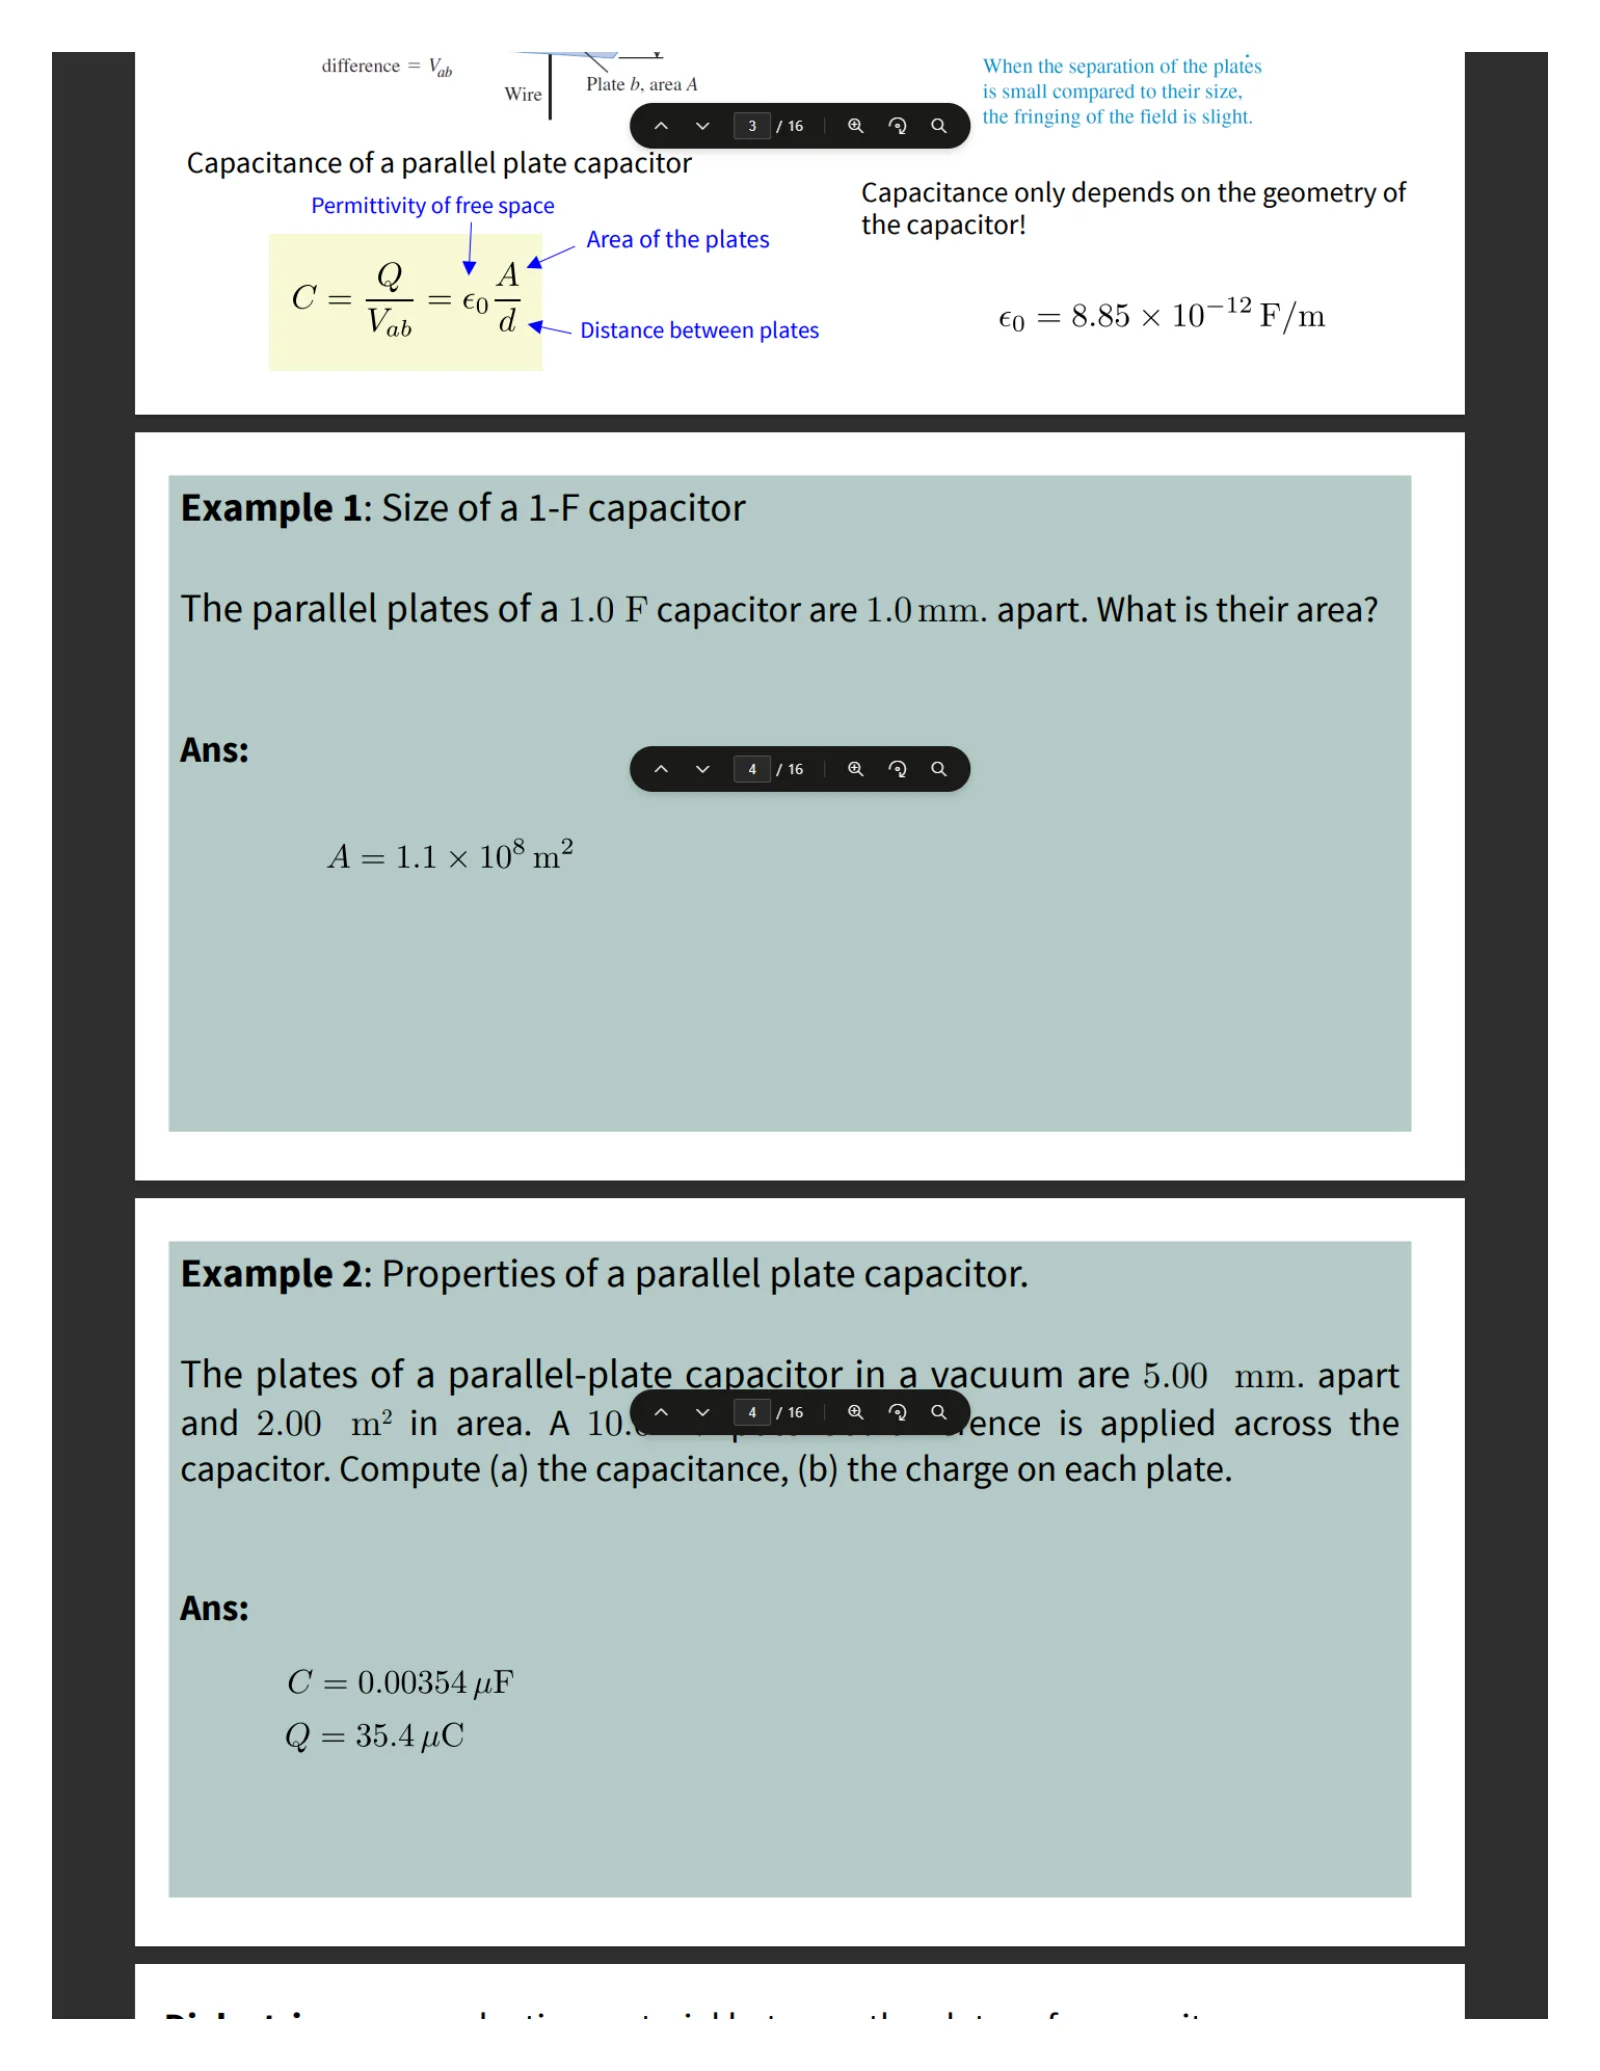 difference = V_ab
Wire
Plate b, area A
When the separation of the plates
is small compared to their size,
the fringing of the field is slight.
3 / 16
Capacitance of a parallel plate capacitor
Permittivity of free space
Area of the plates
C = Q/V_ab = ϵ₀ A/d
Distance between plates
Capacitance only depends on the geometry of
the capacitor!
ϵ₀ = 8.85 × 10⁻¹² F/m
Example 1: Size of a 1-F capacitor
The parallel plates of a 1.0 F capacitor are 1.0 mm. apart. What is their area?
Ans:
4 / 16
A = 1.1 × 10⁸ m²
Example 2: Properties of a parallel plate capacitor.
The plates of a parallel-plate capacitor in a vacuum are 5.00 mm. apart
and 2.00 m² in area. A is applied across the
4 / 16
capacitor. Compute (a) the capacitance, (b) the charge on each plate.
Ans:
C = 0.00354 μF
Q = 35.4 μC